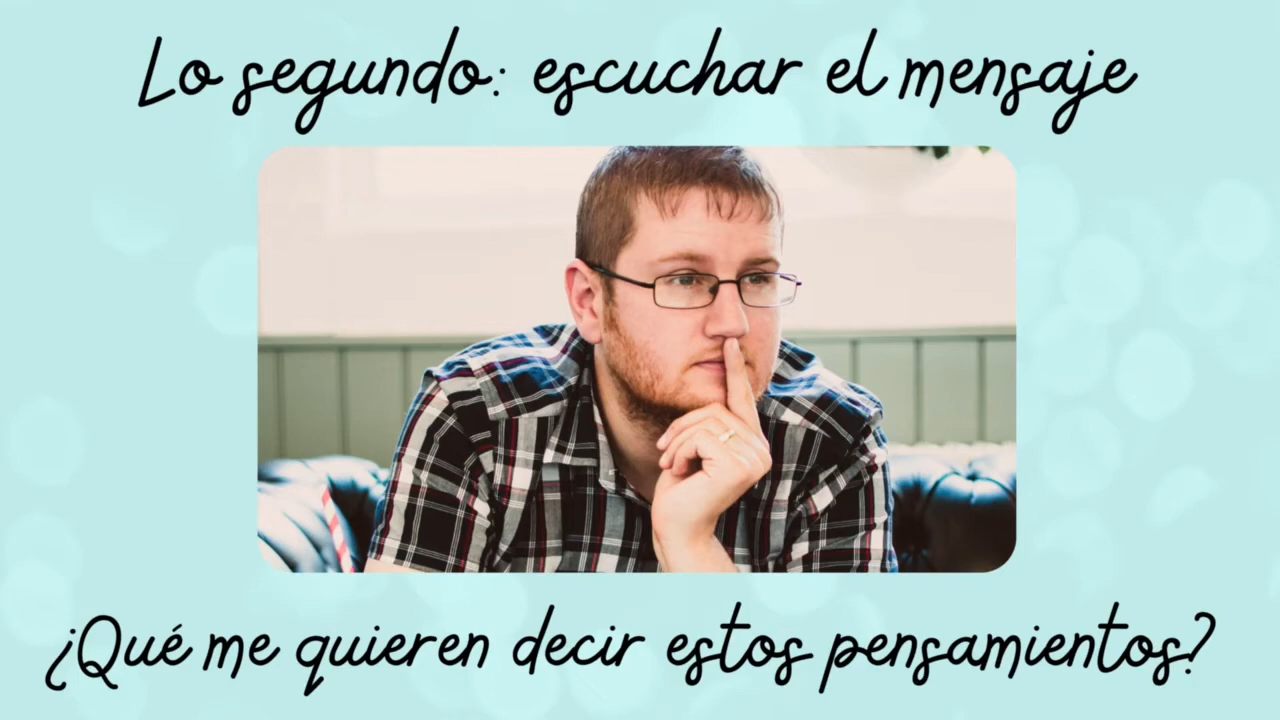 Lo segundo: escuchar el mensaje
¿Qué me quieren decir estos pensamientos?